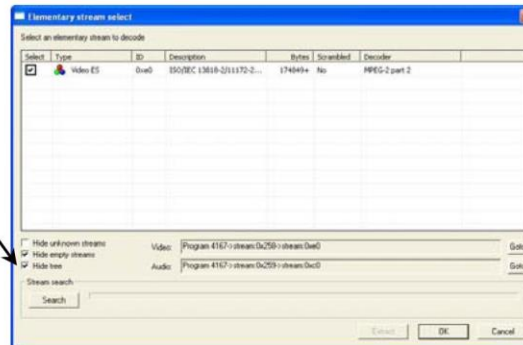 Elementary stream select
Select an elementary stream to decode
Select Type ID Description Bytes Scrambled Decoder
Video ES 0xe0 ISO/IEC 13818-2/11172-2... 174849+ No MPEG-2 part 2
Hide unknown streams
Hide empty streams
Hide tree
Video: Program 4167->stream:0x258->stream:0xe0
Audio: Program 4167->stream:0x259->stream:0xc0
Stream search
Search
Extract OK Cancel